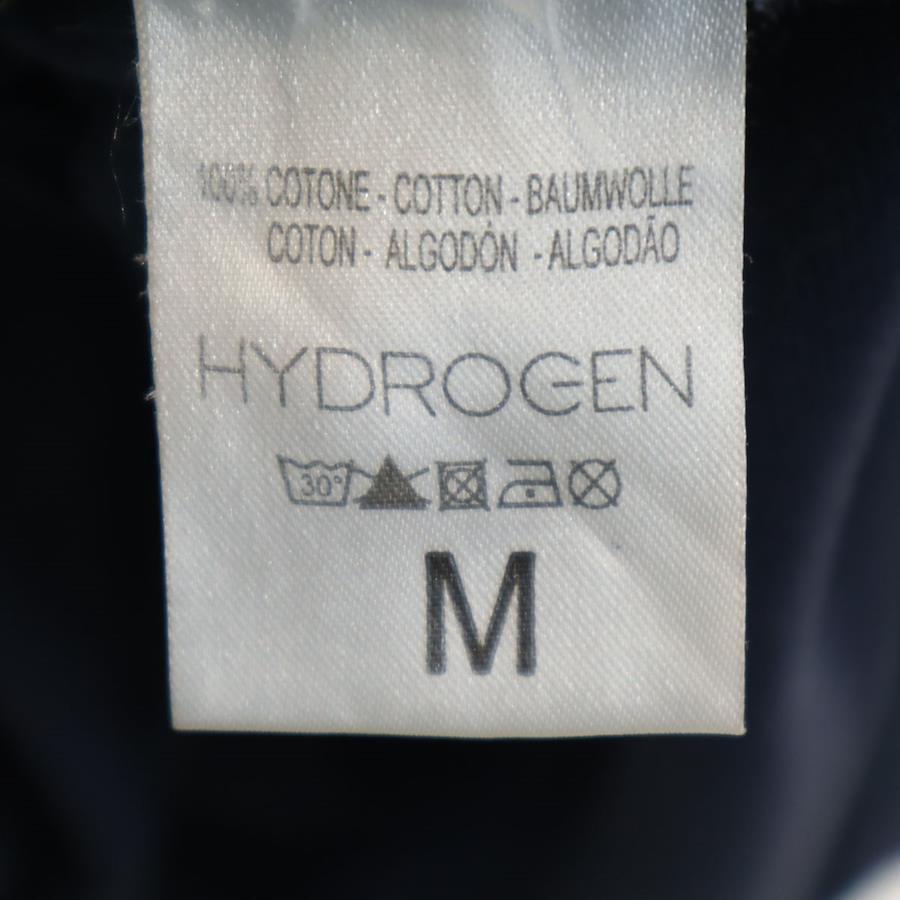 100% COTONE - COTTON - BAUMWOLLE
COTON - ALGODÓN - ALGODÃO
HYDROGEN
30°
M